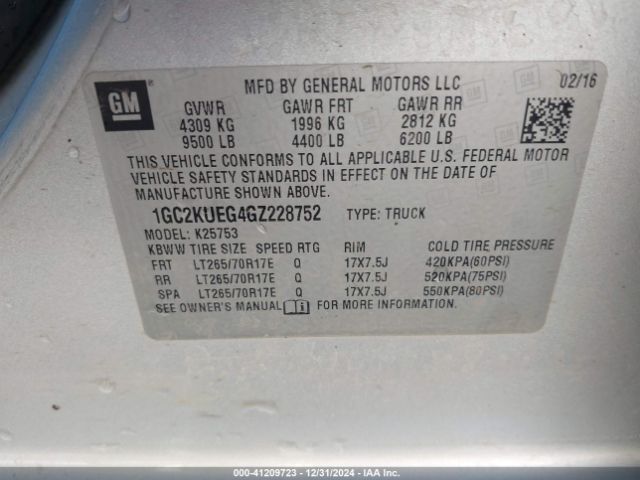 GM
MFD BY GENERAL MOTORS LLC 02/16
GVWR GAWR FRT GAWR RR
4309 KG 1996 KG 2812 KG
9500 LB 4400 LB 6200 LB
THIS VEHICLE CONFORMS TO ALL APPLICABLE U.S. FEDERAL MOTOR
VEHICLE SAFETY STANDARDS IN EFFECT ON THE DATE OF
MANUFACTURE SHOWN ABOVE.
1GC2KUEG4GZ228752 TYPE: TRUCK
MODEL: K25753
KBWW TIRE SIZE SPEED RTG RIM COLD TIRE PRESSURE
FRT LT265/70R17E Q 17X7.5J 420KPA(60PSI)
RR LT265/70R17E Q 17X7.5J 520KPA(75PSI)
SPA LT265/70R17E Q 17X7.5J 550KPA(80PSI)
SEE OWNER'S MANUAL FOR MORE INFORMATION.
000-41209723 - 12/31/2024 - IAAI.COM